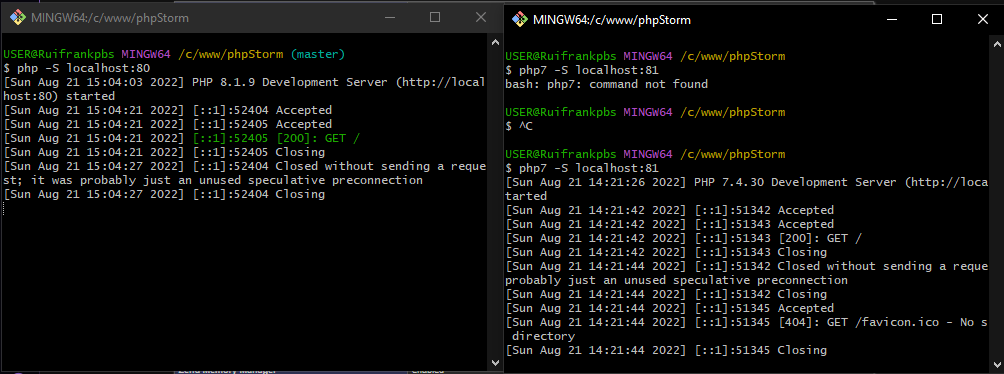 MINGW64:/c/www/phpStorm
USER@Ruifrankpbs MINGW64 /c/www/phpStorm (master)
$ php -S localhost:80
[Sun Aug 21 15:04:03 2022] PHP 8.1.9 Development Server (http://local
host:80) started
[Sun Aug 21 15:04:21 2022] [::1]:52404 Accepted
[Sun Aug 21 15:04:21 2022] [::1]:52405 Accepted
[Sun Aug 21 15:04:21 2022] [::1]:52405 [200]: GET /
[Sun Aug 21 15:04:21 2022] [::1]:52405 Closing
[Sun Aug 21 15:04:27 2022] [::1]:52404 Closed without sending a reque
st; it was probably just an unused speculative preconnection
[Sun Aug 21 15:04:27 2022] [::1]:52404 Closing
MINGW64:/c/www/phpStorm
USER@Ruifrankpbs MINGW64 /c/www/phpStorm
$ php7 -S localhost:81
bash: php7: command not found
USER@Ruifrankpbs MINGW64 /c/www/phpStorm
$ ^C
USER@Ruifrankpbs MINGW64 /c/www/phpStorm
$ php7 -S localhost:81
[Sun Aug 21 14:21:26 2022] PHP 7.4.30 Development Server (http://loca
tarted
[Sun Aug 21 14:21:42 2022] [::1]:51342 Accepted
[Sun Aug 21 14:21:42 2022] [::1]:51343 Accepted
[Sun Aug 21 14:21:42 2022] [::1]:51343 [200]: GET /
[Sun Aug 21 14:21:42 2022] [::1]:51343 Closing
[Sun Aug 21 14:21:44 2022] [::1]:51342 Closed without sending a reque
probably just an unused speculative preconnection
[Sun Aug 21 14:21:44 2022] [::1]:51342 Closing
[Sun Aug 21 14:21:44 2022] [::1]:51345 Accepted
[Sun Aug 21 14:21:44 2022] [::1]:51345 [404]: GET /favicon.ico - No s
directory
[Sun Aug 21 14:21:44 2022] [::1]:51345 Closing